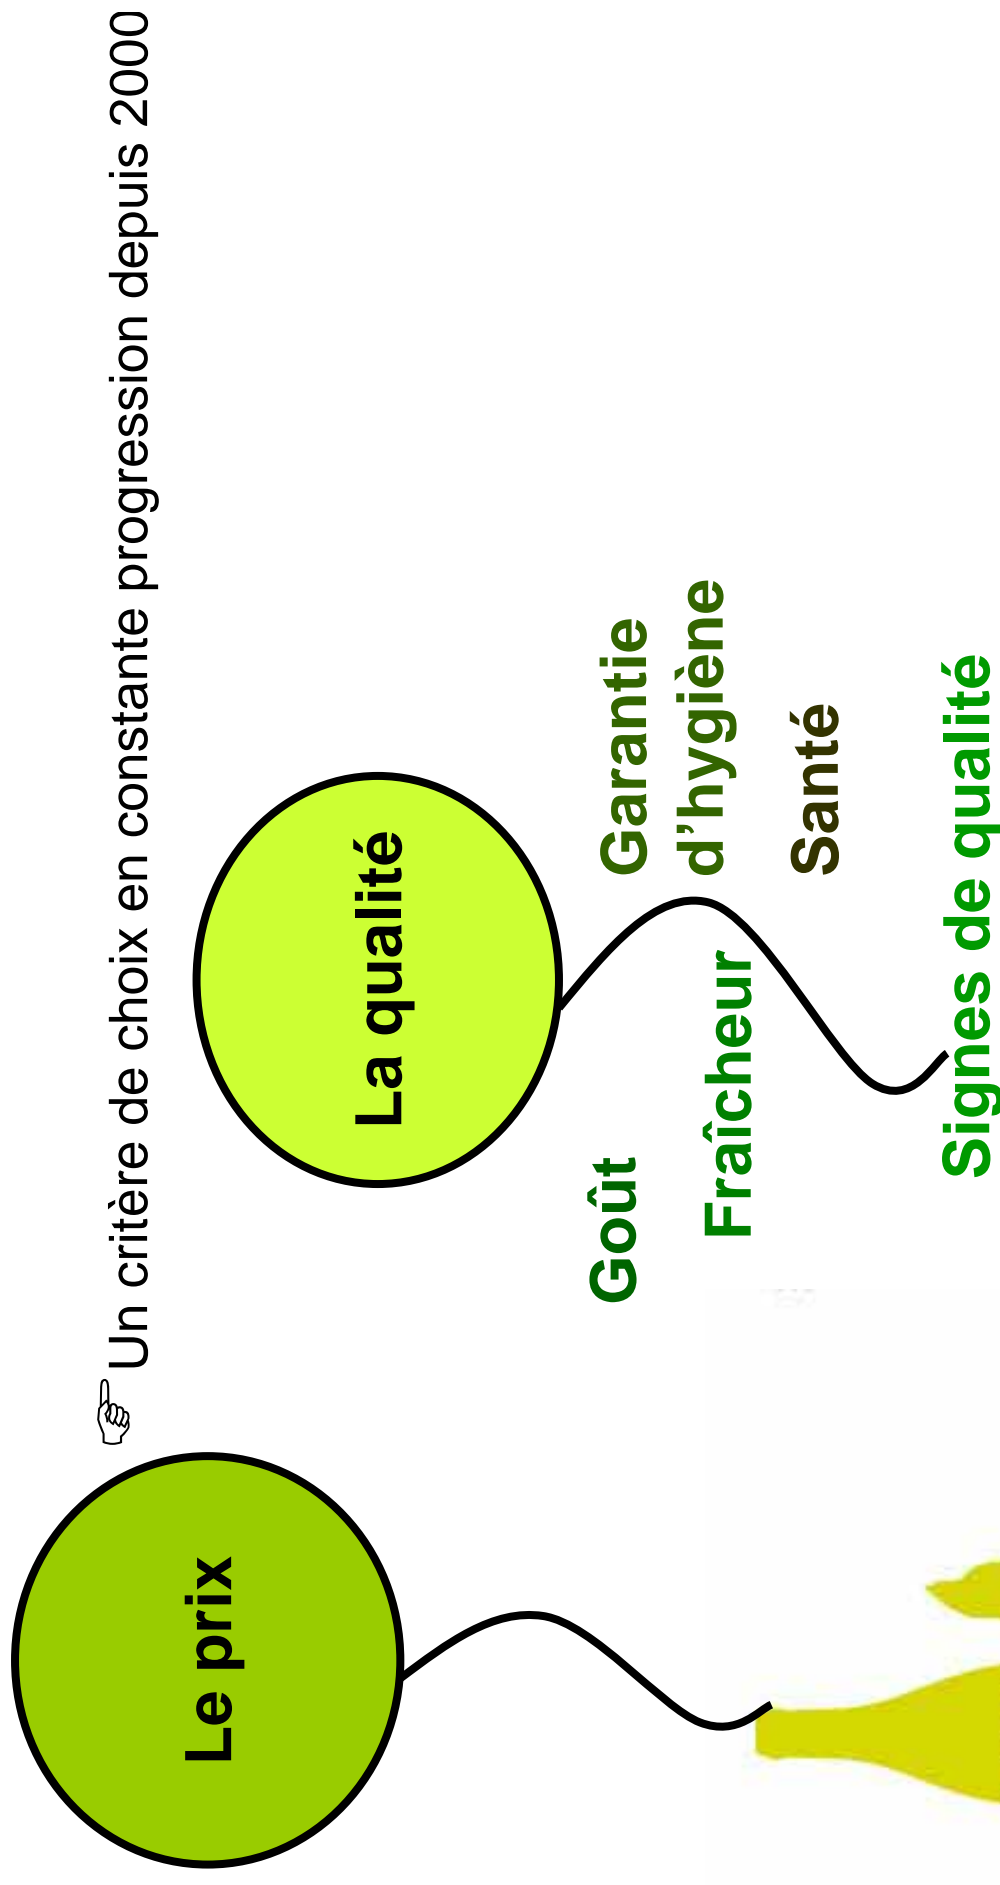 Le prix
☞Un critère de choix en constante progression depuis 2000
La qualité
Goût
Fraîcheur
Garantie
d’hygiène
Santé
Signes de qualité